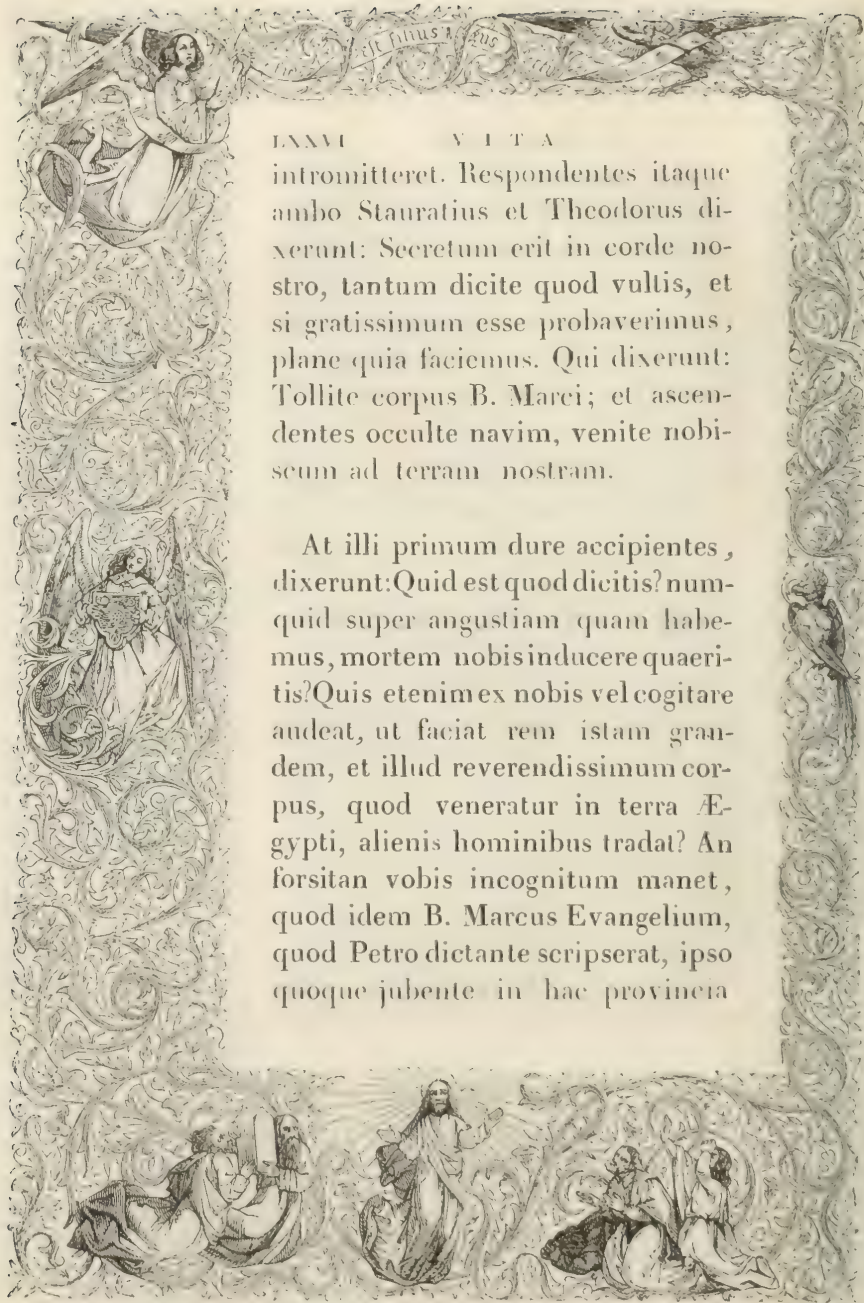 est filius
LXXVI VITA
intromitteret. Respondentes itaque
ambo Stauratius et Theodorus di-
xerunt: Secretum erit in corde no-
stro, tantum dicite quod vultis, et
si gratissimum esse probaverimus,
plane quia faciemus. Qui dixerunt:
Tollite corpus B. Marci; et ascen-
dentes occulte navim, venite nobi-
scum ad terram nostram.
At illi primum dure accipientes,
dixerunt: Quid est quod dicitis? num-
quid super angustiam quam habe-
mus, mortem nobis inducere quaeri-
tis? Quis etenim ex nobis vel cogitare
audeat, ut faciat rem istam gran-
dem, et illud reverendissimum cor-
pus, quod veneratur in terra Æ-
gypti, alienis hominibus tradat? An
forsitan vobis incognitum manet,
quod idem B. Marcus Evangelium,
quod Petro dictante scripserat, ipso
quoque jubente in hac provincia